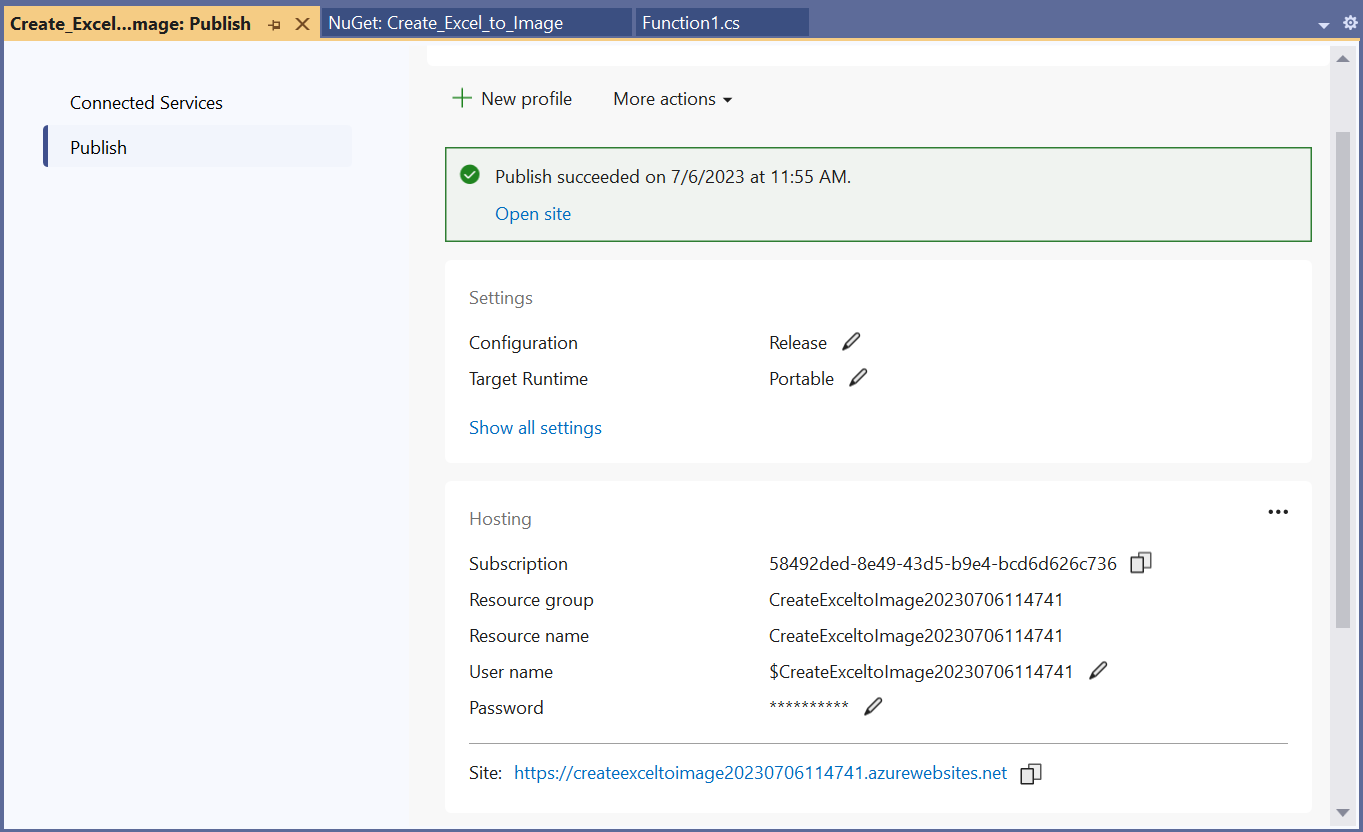 Create_Excel...mage: Publish
NuGet: Create_Excel_to_Image
Function1.cs
Connected Services
Publish
New profile
More actions
Publish succeeded on 7/6/2023 at 11:55 AM.
Open site
Settings
Configuration Release
Target Runtime Portable
Show all settings
Hosting
Subscription 58492ded-8e49-43d5-b9e4-bcd6d626c736
Resource group CreateExceltoImage20230706114741
Resource name CreateExceltoImage20230706114741
User name $CreateExceltoImage20230706114741
Password **********
Site: https://createexceltoimage20230706114741.azurewebsites.net